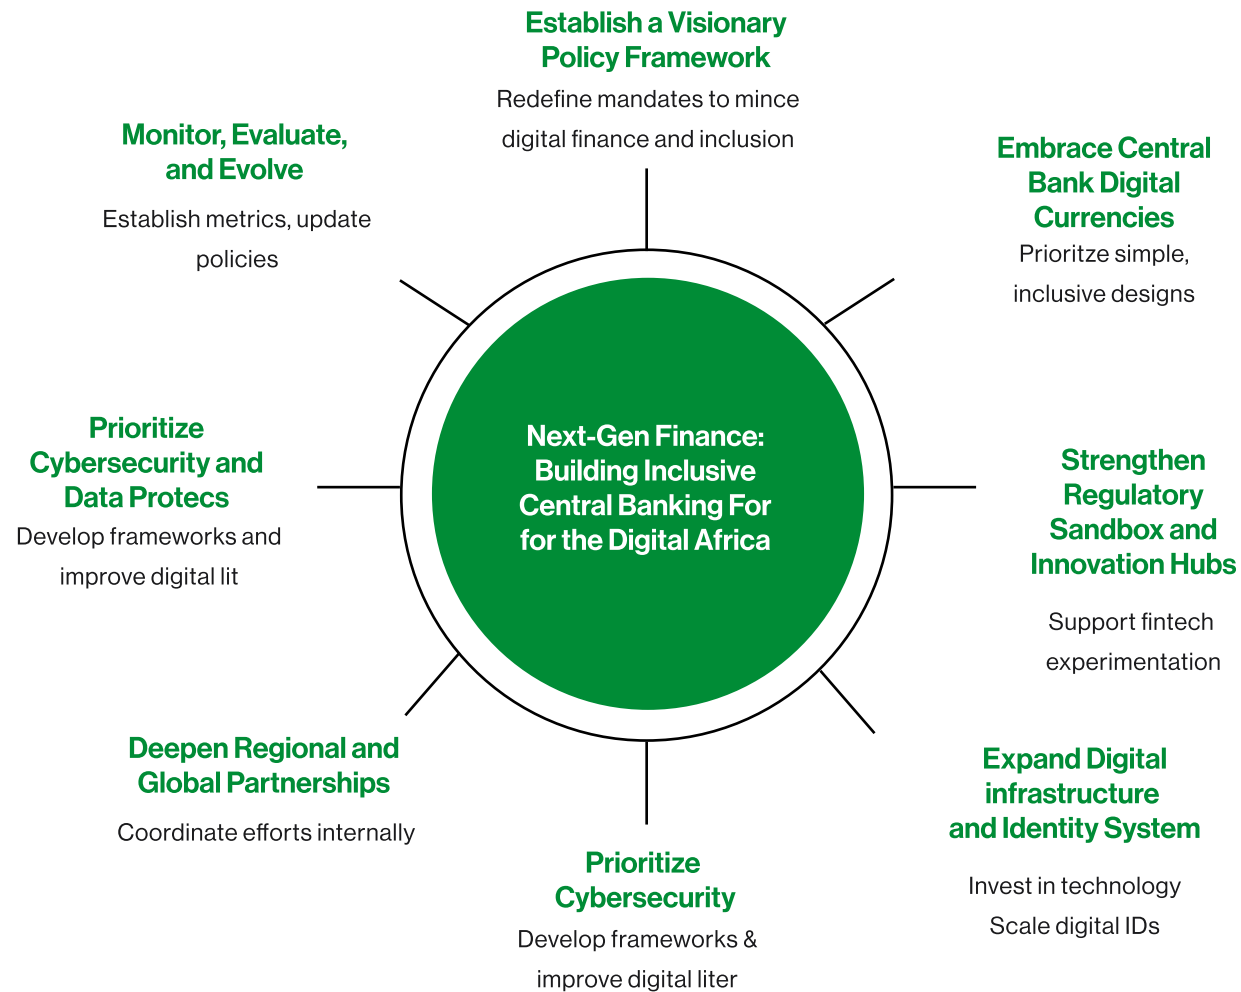 Establish a Visionary
Policy Framework
Redefine mandates to mince
digital finance and inclusion
Embrace Central
Bank Digital
Currencies
Prioritze simple,
inclusive designs
Strengthen
Regulatory
Sandbox and
Innovation Hubs
Support fintech
experimentation
Expand Digital
infrastructure
and Identity System
Invest in technology
Scale digital IDs
Prioritize
Cybersecurity
Develop frameworks &
improve digital liter
Deepen Regional and
Global Partnerships
Coordinate efforts internally
Prioritize
Cybersecurity and
Data Protecs
Develop frameworks and
improve digital lit
Monitor, Evaluate,
and Evolve
Establish metrics, update
policies
Next-Gen Finance:
Building Inclusive
Central Banking For
for the Digital Africa